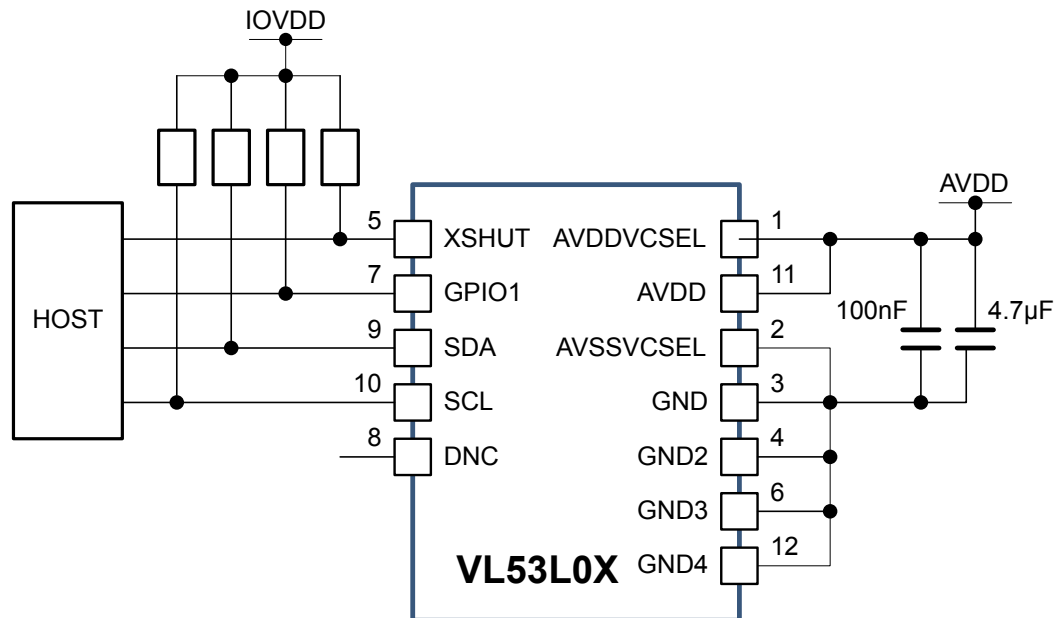 IOVDD
AVDD
HOST
5
XSHUT
7
GPIO1
9
SDA
10
SCL
8
DNC
AVDDVCSEL
1
AVDD
11
AVSSVCSEL
2
GND
3
GND2
4
GND3
6
GND4
12
100nF
4.7µF
VL53L0X